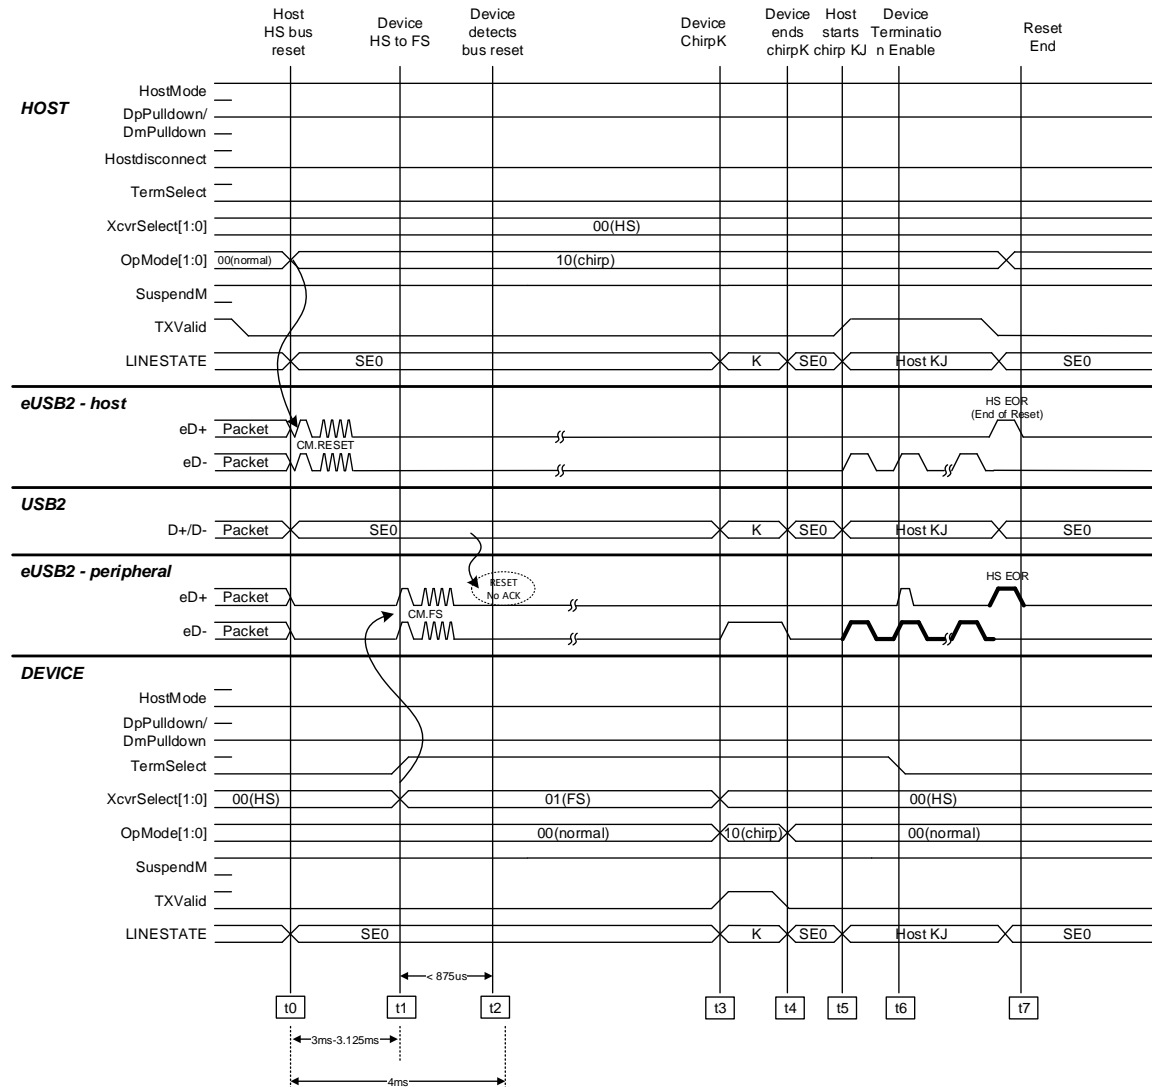 Host
HS bus
reset
Device
HS to FS
Device
detects
bus reset
Device
ChirpK
Device
ends
chirpK
Host
starts
chirp KJ
Device
Terminatio
n Enable
Reset
End
HOST
HostMode
DpPulldown/
DmPulldown
Hostdisconnect
TermSelect
XcvrSelect[1:0] 00(HS)
OpMode[1:0] 00(normal) 10(chirp)
SuspendM
TXValid
LINESTATE SE0 K SE0 Host KJ SE0
eUSB2 - host
HS EOR
(End of Reset)
eD+ Packet
CM.RESET
eD- Packet
USB2
D+/D- Packet SE0 K SE0 Host KJ SE0
eUSB2 - peripheral
RESET
No ACK
HS EOR
eD+ Packet
CM.FS
eD- Packet
DEVICE
HostMode
DpPulldown/
DmPulldown
TermSelect
XcvrSelect[1:0] 00(HS) 01(FS) 00(HS)
OpMode[1:0] 00(normal) 10(chirp) 00(normal)
SuspendM
TXValid
LINESTATE SE0 K SE0 Host KJ SE0
< 875us
t0 t1 t2 t3 t4 t5 t6 t7
3ms-3.125ms
4ms